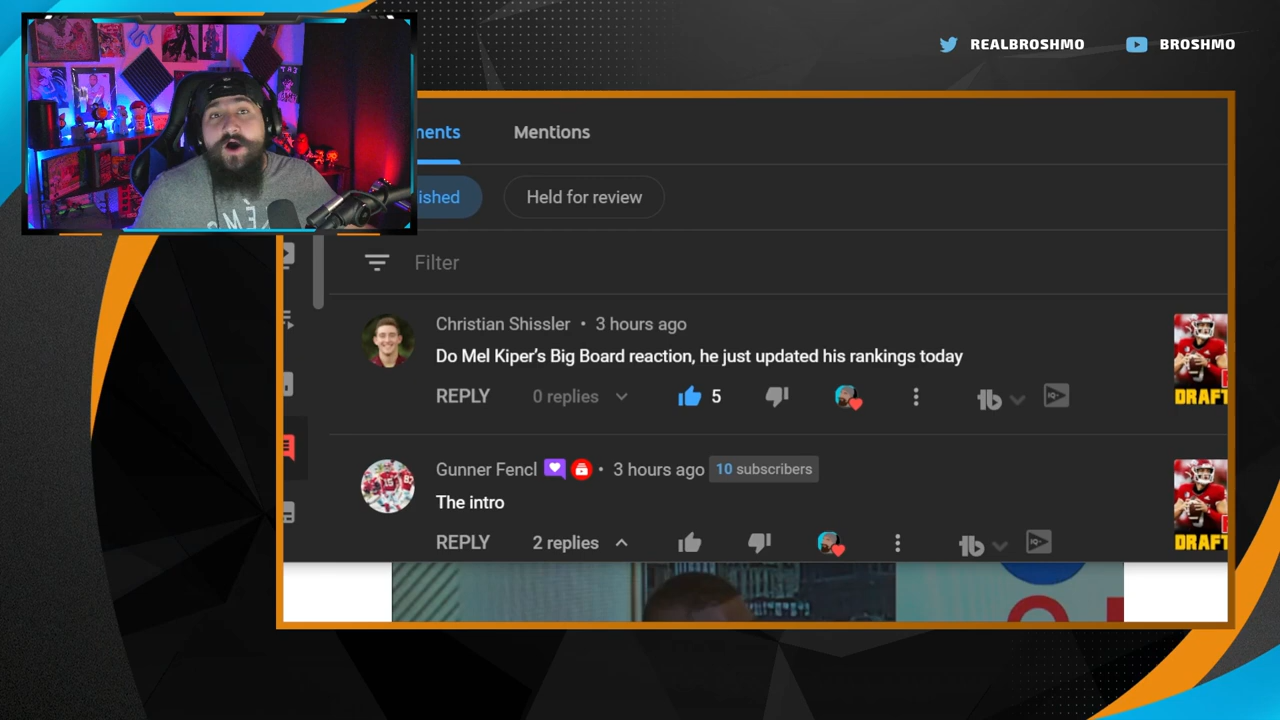 REALBROSHMO
BROSHMO
ments
Mentions
ished
Held for review
Filter
Christian Shissler • 3 hours ago
Do Mel Kiper's Big Board reaction, he just updated his rankings today
REPLY 0 replies 5
DRAFT
Gunner Fencl • 3 hours ago 10 subscribers
The intro
REPLY 2 replies
DRAFT